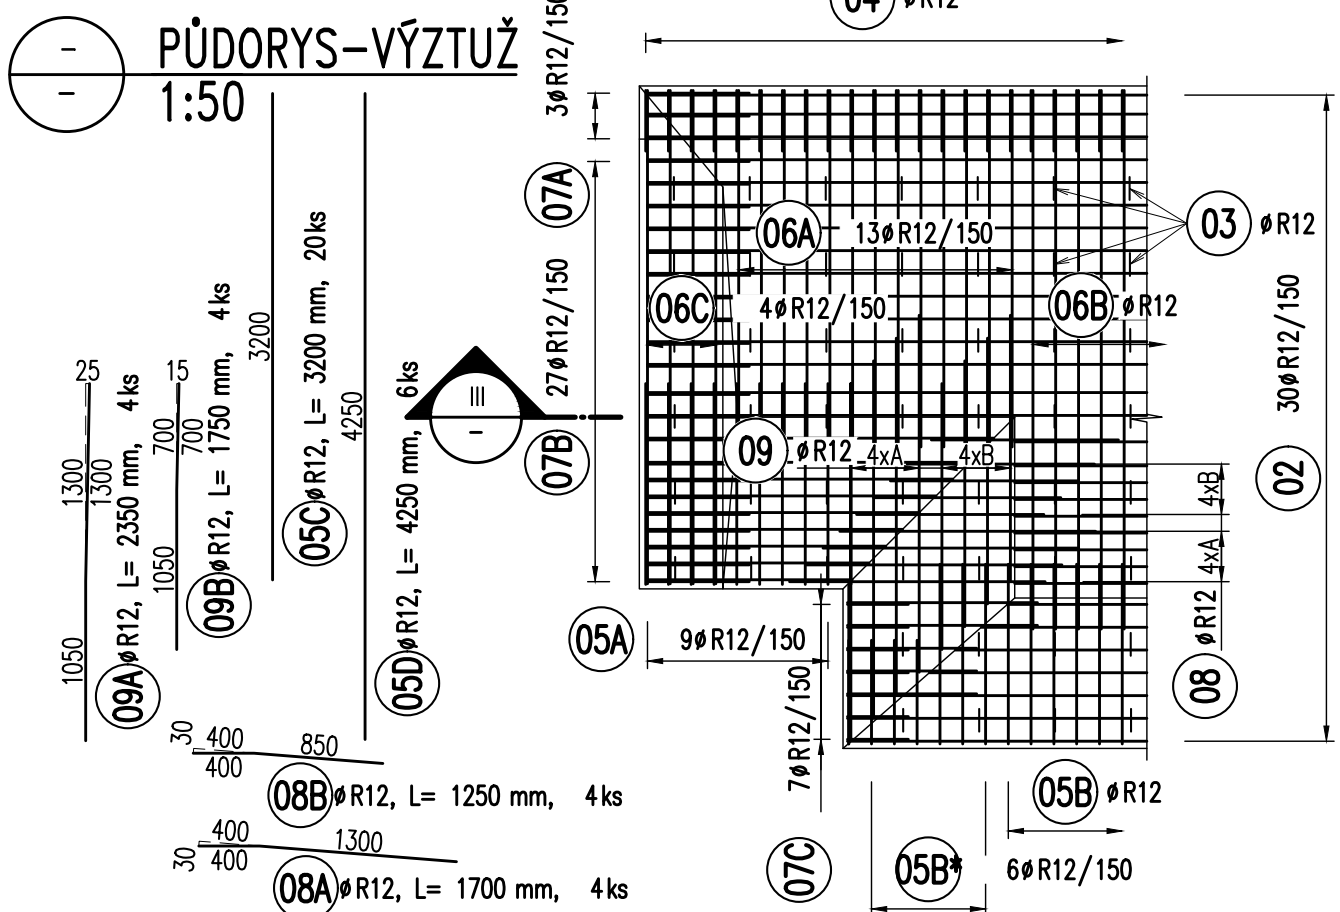 PŮDORYS-VÝZTUŽ
1:50
–
–
04 øR12
3øR12/150
07A
27øR12/150
07B
06A 13øR12/150
06C 4øR12/150
06B øR12
03 øR12
30øR12/150
02
09 øR12 4xA 4xB
4xB
4xA
08 øR12
III
–
05A
9øR12/150
7øR12/150
07C
05B øR12
05B*
6øR12/150
25
1300
1300
1050
09A øR12, L= 2350 mm, 4ks
15
700
700
1050
09B øR12, L= 1750 mm, 4ks
3200
05C øR12, L= 3200 mm, 20ks
4250
05D øR12, L= 4250 mm, 6ks
30
400
400
850
08B øR12, L= 1250 mm, 4ks
30
400
400
1300
08A øR12, L= 1700 mm, 4ks